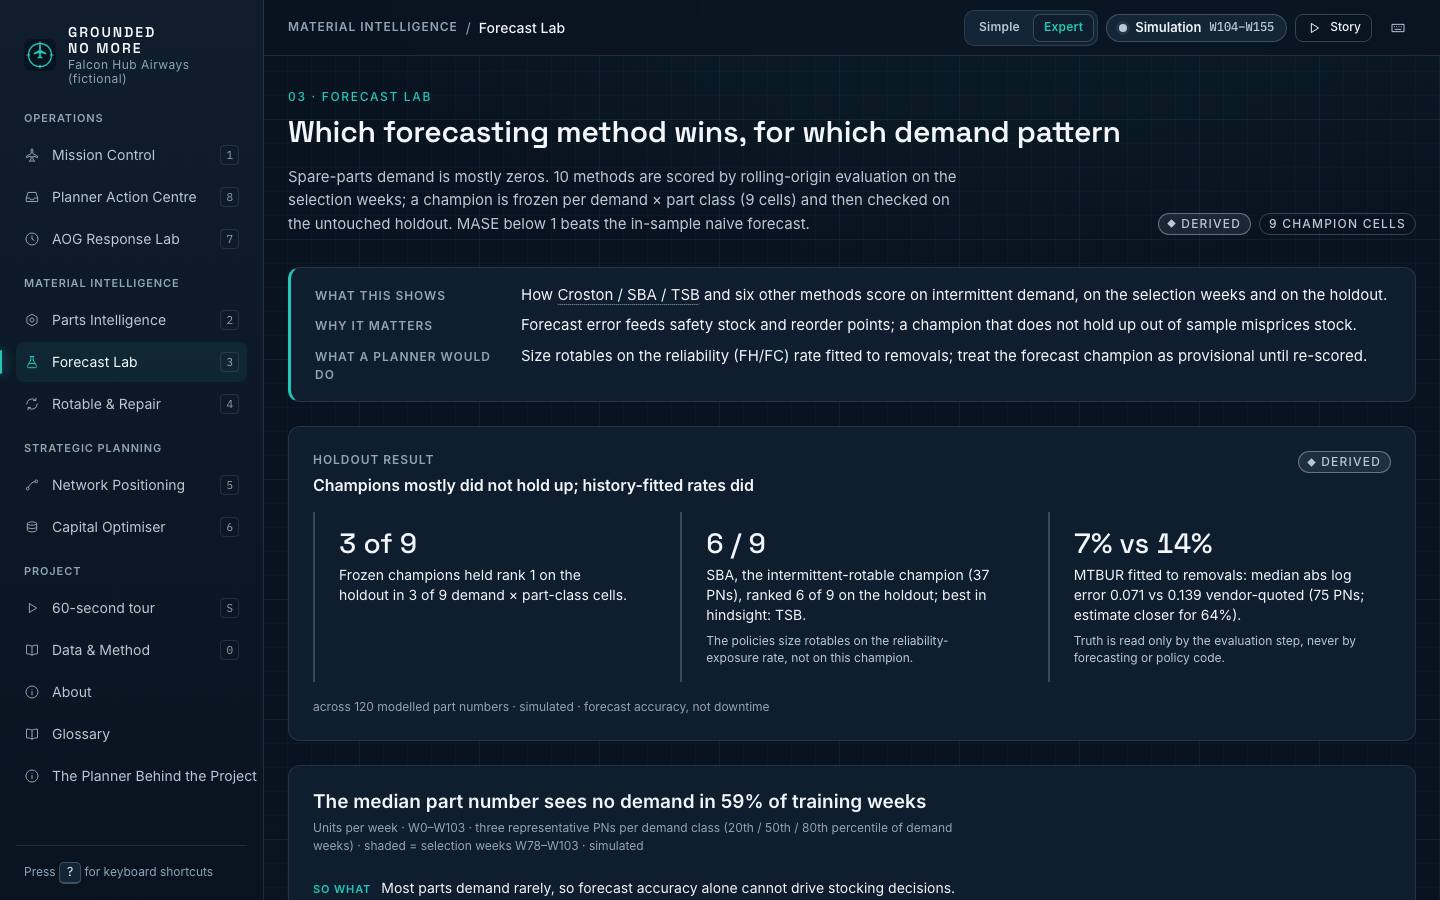 GROUNDED
NO MORE
Falcon Hub Airways
(fictional)
OPERATIONS
Mission Control 1
Planner Action Centre 8
AOG Response Lab 7
MATERIAL INTELLIGENCE
Parts Intelligence 2
Forecast Lab 3
Rotable & Repair 4
STRATEGIC PLANNING
Network Positioning 5
Capital Optimiser 6
PROJECT
60-second tour S
Data & Method 0
About
Glossary
The Planner Behind the Project
Press ? for keyboard shortcuts
MATERIAL INTELLIGENCE / Forecast Lab
Simple Expert Simulation W104–W155 Story
03 · FORECAST LAB
Which forecasting method wins, for which demand pattern
Spare-parts demand is mostly zeros. 10 methods are scored by rolling-origin evaluation on the
selection weeks; a champion is frozen per demand × part class (9 cells) and then checked on
the untouched holdout. MASE below 1 beats the in-sample naive forecast.
DERIVED 9 CHAMPION CELLS
WHAT THIS SHOWS How Croston / SBA / TSB and six other methods score on intermittent demand, on the selection weeks and on the holdout.
WHY IT MATTERS Forecast error feeds safety stock and reorder points; a champion that does not hold up out of sample misprices stock.
WHAT A PLANNER WOULD DO Size rotables on the reliability (FH/FC) rate fitted to removals; treat the forecast champion as provisional until re-scored.
HOLDOUT RESULT
DERIVED
Champions mostly did not hold up; history-fitted rates did
3 of 9
Frozen champions held rank 1 on the
holdout in 3 of 9 demand × part-class cells.
6 / 9
SBA, the intermittent-rotable champion (37
PNs), ranked 6 of 9 on the holdout; best in
hindsight: TSB.
The policies size rotables on the reliability-
exposure rate, not on this champion.
7% vs 14%
MTBUR fitted to removals: median abs log
error 0.071 vs 0.139 vendor-quoted (75 PNs;
estimate closer for 64%).
Truth is read only by the evaluation step, never by
forecasting or policy code.
across 120 modelled part numbers · simulated · forecast accuracy, not downtime
The median part number sees no demand in 59% of training weeks
Units per week · W0–W103 · three representative PNs per demand class (20th / 50th / 80th percentile of demand
weeks) · shaded = selection weeks W78–W103 · simulated
SO WHAT Most parts demand rarely, so forecast accuracy alone cannot drive stocking decisions.